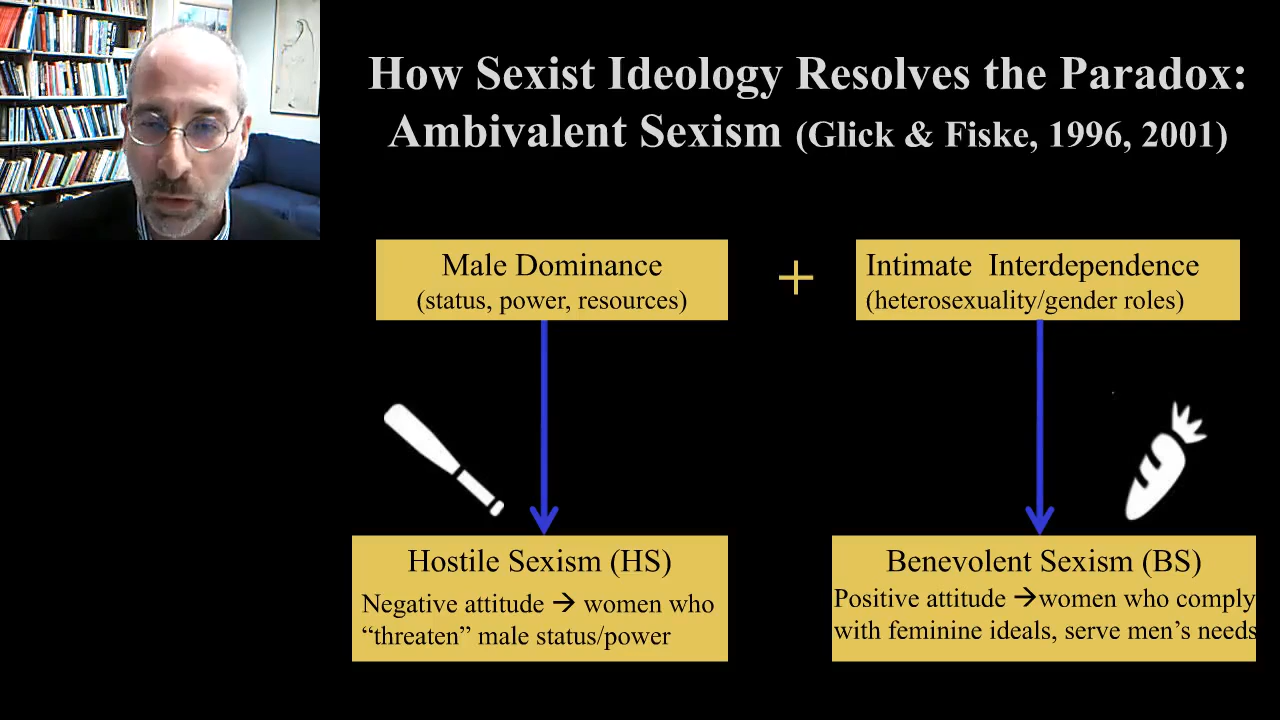 How Sexist Ideology Resolves the Paradox:
Ambivalent Sexism (Glick & Fiske, 1996, 2001)
Male Dominance
(status, power, resources)
+
Intimate Interdependence
(heterosexuality/gender roles)
Hostile Sexism (HS)
Negative attitude → women who
“threaten” male status/power
Benevolent Sexism (BS)
Positive attitude →women who comply
with feminine ideals, serve men’s needs